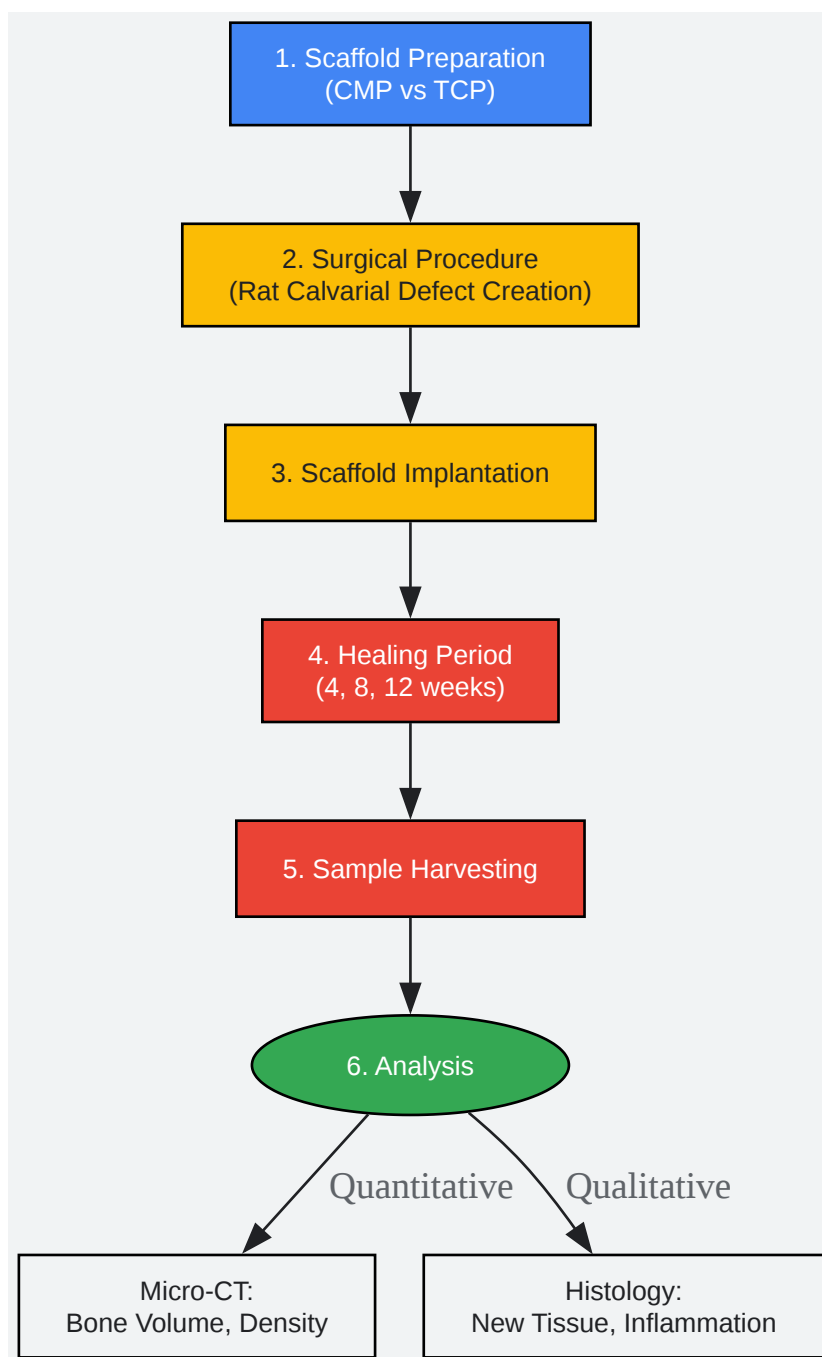 1. Scaffold Preparation
(CMP vs TCP)
2. Surgical Procedure
(Rat Calvarial Defect Creation)
3. Scaffold Implantation
4. Healing Period
(4, 8, 12 weeks)
5. Sample Harvesting
6. Analysis
Quantitative
Qualitative
Micro-CT:
Bone Volume, Density
Histology:
New Tissue, Inflammation